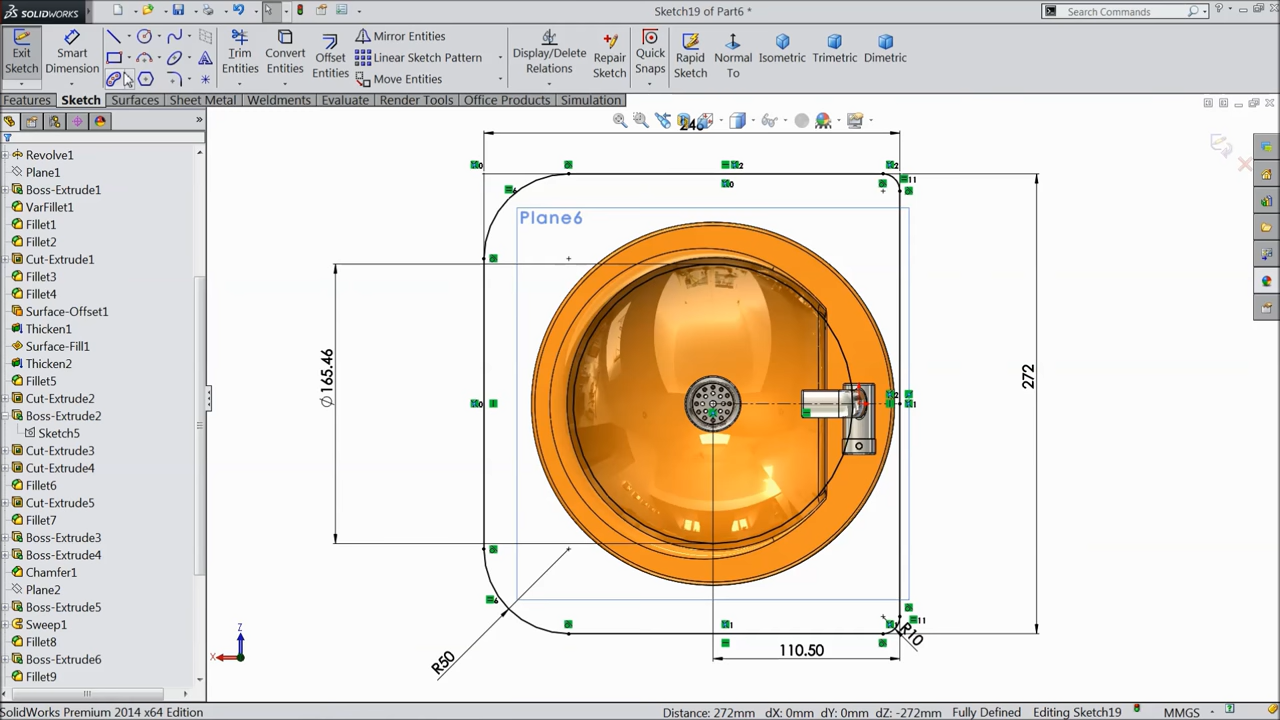 SOLIDWORKS
Sketch19 of Part6 *
Search Commands
Exit Sketch
Smart Dimension
Trim Entities
Convert Entities
Offset Entities
Mirror Entities
Linear Sketch Pattern
Move Entities
Display/Delete Relations
Repair Sketch
Quick Snaps
Rapid Sketch
Normal To
Isometric
Trimetric
Dimetric
Features
Sketch
Surfaces
Sheet Metal
Weldments
Evaluate
Render Tools
Office Products
Simulation
Revolve1
Plane1
Boss-Extrude1
VarFillet1
Fillet1
Fillet2
Cut-Extrude1
Fillet3
Fillet4
Surface-Offset1
Thicken1
Surface-Fill1
Thicken2
Fillet5
Cut-Extrude2
Boss-Extrude2
Sketch5
Cut-Extrude3
Cut-Extrude4
Fillet6
Cut-Extrude5
Fillet7
Boss-Extrude3
Boss-Extrude4
Chamfer1
Plane2
Boss-Extrude5
Sweep1
Fillet8
Boss-Extrude6
Fillet9
Plane6
∅165.46
272
110.50
R50
R10
Z
X
SolidWorks Premium 2014 x64 Edition
Distance: 272mm
dX: 0mm
dY: 0mm
dZ: -272mm
Fully Defined
Editing Sketch19
MMGS